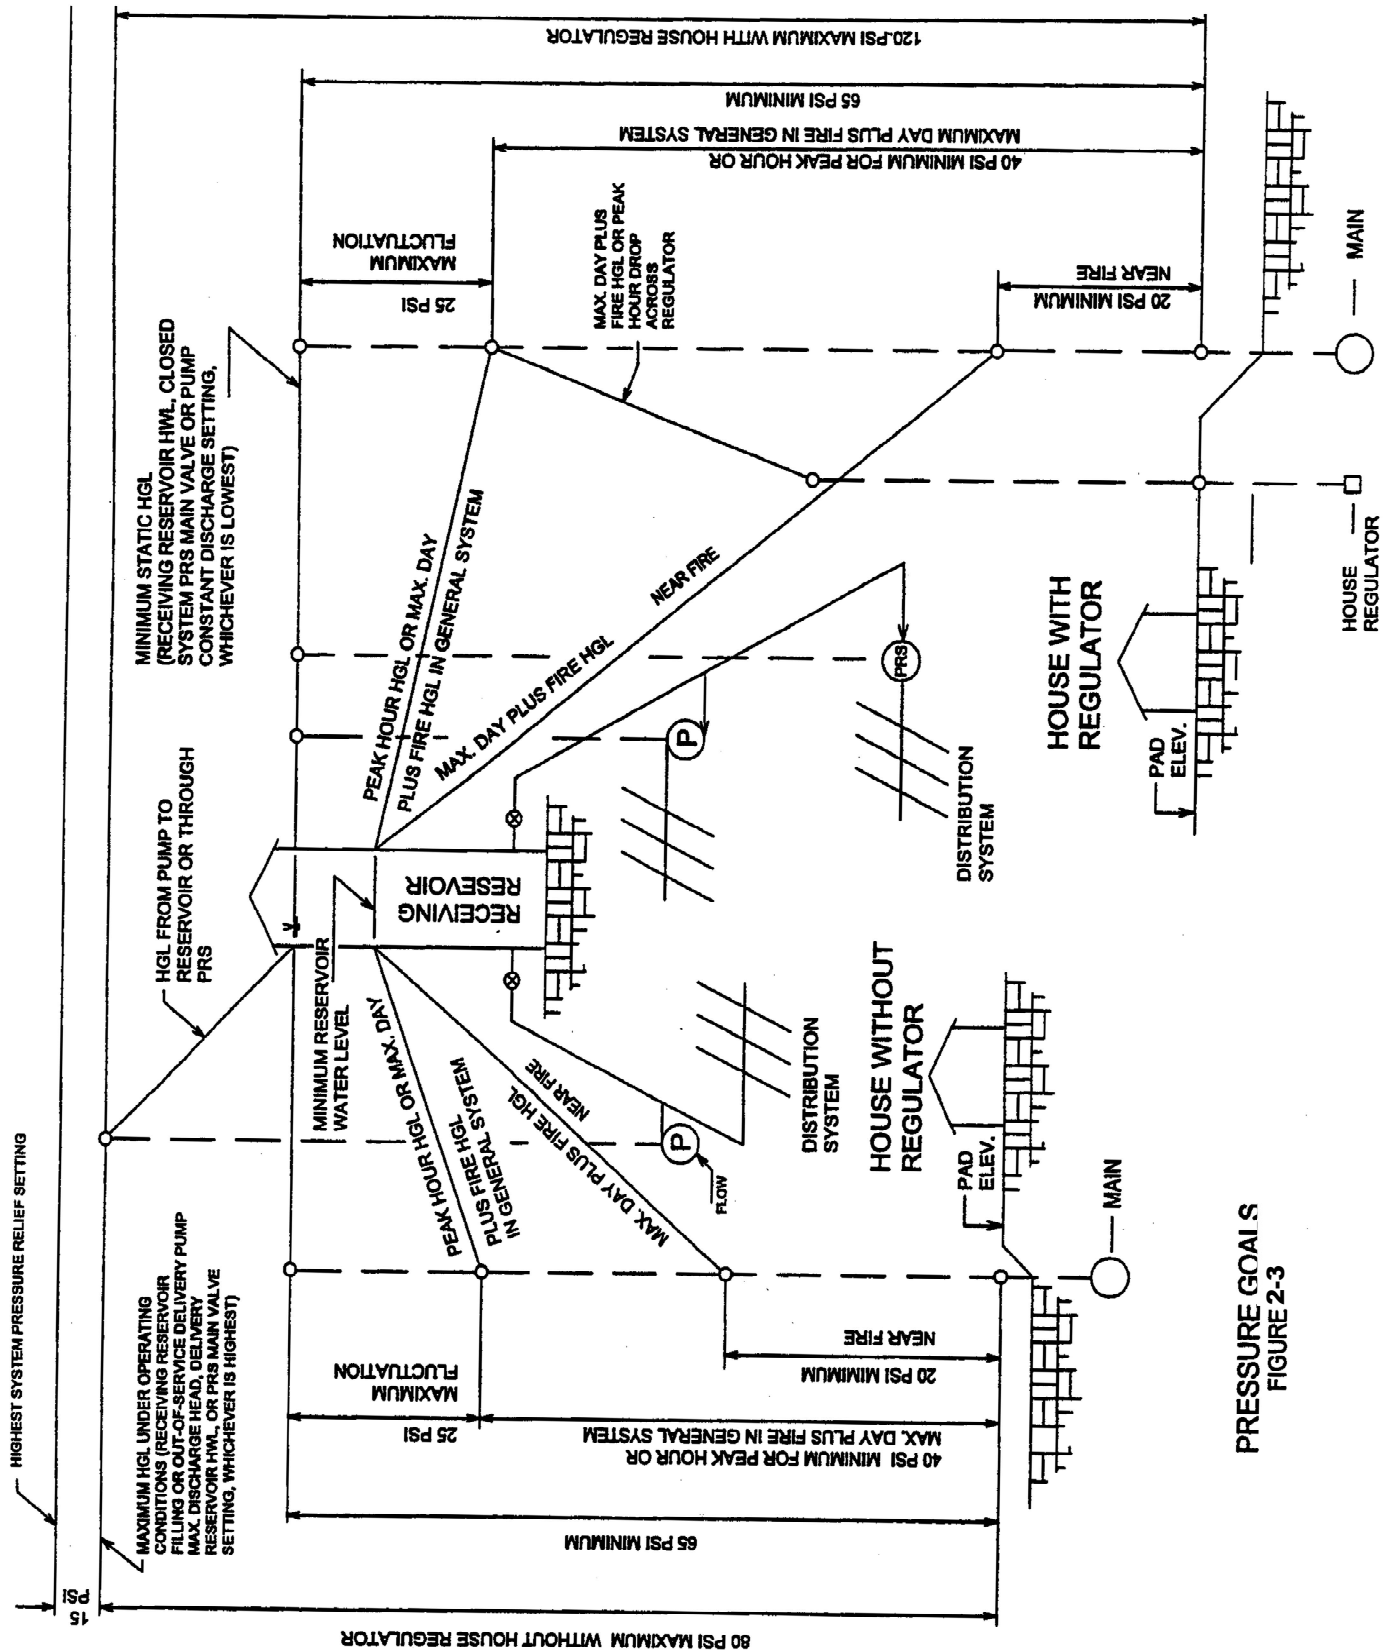 HIGHEST SYSTEM PRESSURE RELIEF SETTING
15
PSI
MAXIMUM HGL UNDER OPERATING
CONDITIONS (RECEIVING RESERVOIR
FILLING OR OUT-OF-SERVICE DELIVERY PUMP
MAX. DISCHARGE HEAD, DELIVERY
RESERVOIR HWL, OR PRS MAIN VALVE
SETTING, WHICHEVER IS HIGHEST)
HGL FROM PUMP TO
RESERVOIR OR THROUGH
PRS
MINIMUM STATIC HGL
(RECEIVING RESERVOIR HWL, CLOSED
SYSTEM PRS MAIN VALVE OR PUMP
CONSTANT DISCHARGE SETTING,
WHICHEVER IS LOWEST)
80 PSI MAXIMUM WITHOUT HOUSE REGULATOR
65 PSI MINIMUM
25 PSI
MAXIMUM
FLUCTUATION
40 PSI MINIMUM FOR PEAK HOUR OR
MAX. DAY PLUS FIRE IN GENERAL SYSTEM
20 PSI MIMIMUM
NEAR FIRE
PEAK HOUR HGL OR MAX. DAY
PLUS FIRE HGL
IN GENERAL SYSTEM
MAX. DAY PLUS FIRE HGL
NEAR FIRE
MINIMUM RESERVOIR
WATER LEVEL
RECEIVING
RESEVOIR
P
FLOW
DISTRIBUTION
SYSTEM
HOUSE WITHOUT
REGULATOR
PAD
ELEV.
MAIN
PEAK HOUR HGL OR MAX. DAY
PLUS FIRE HGL IN GENERAL SYSTEM
MAX. DAY PLUS FIRE HGL
NEAR FIRE
P
PRS
DISTRIBUTION
SYSTEM
25 PSI
MAXIMUM
FLUCTUATION
MAX. DAY PLUS
FIRE HGL OR PEAK
HOUR DROP
ACROSS
REGULATOR
40 PSI MINIMUM FOR PEAK HOUR OR
MAXIMUM DAY PLUS FIRE IN GENERAL SYSTEM
65 PSI MINIMUM
120-PSI MAXIMUM WITH HOUSE REGULATOR
20 PSI MINIMUM
NEAR FIRE
HOUSE WITH
REGULATOR
PAD
ELEV.
HOUSE
REGULATOR
MAIN
PRESSURE GOALS
FIGURE 2-3